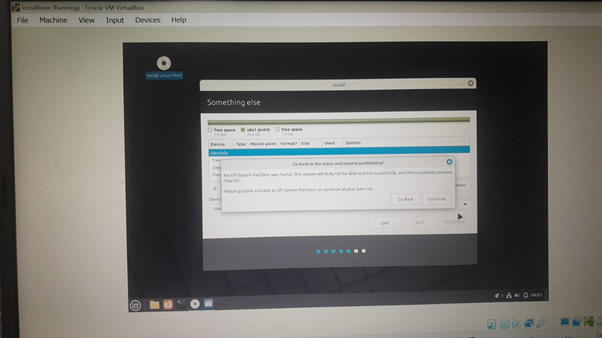 installinux [Running] - Oracle VM VirtualBox
File Machine View Input Devices Help
Install Linux Mint
Install
Something else
free space sda1 (ext4) free space
Device Type Mount point Format? Size Used System
/dev/sda
Go back to the menu and resume partitioning?
No EFI System Partition was found. This system will likely not be able to boot successfully, and the installation process
may fail.
Please go back and add an EFI System Partition, or continue at your own risk.
Go Back Continue
Quit Back Install Now